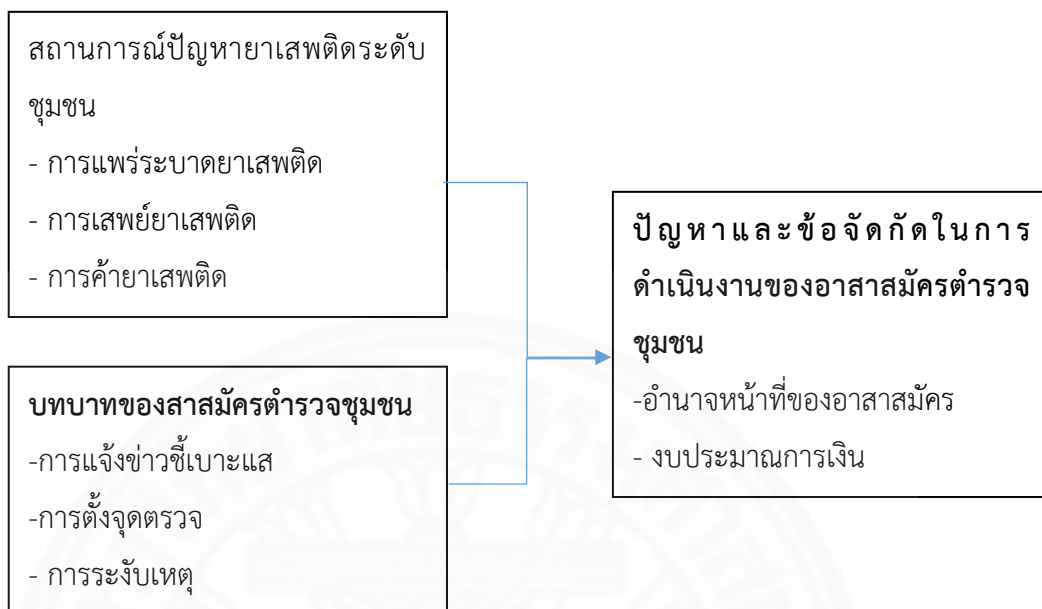 สถานการณ์ปัญหายาเสพติดระดับ
ชุมชน
- การแพร่ระบาดยาเสพติด
- การเสพย์ยาเสพติด
- การค้ายาเสพติด
บทบาทของสาสมัครตำรวจชุมชน
-การแจ้งข่าวชี้เบาะแส
-การตั้งจุดตรวจ
- การระงับเหตุ
ปัญหาและข้อจัดกัดในการ
ดำเนินงานของอาสาสมัครตำรวจ
ชุมชน
-อำนาจหน้าที่ของอาสาสมัคร
- งบประมาณการเงิน